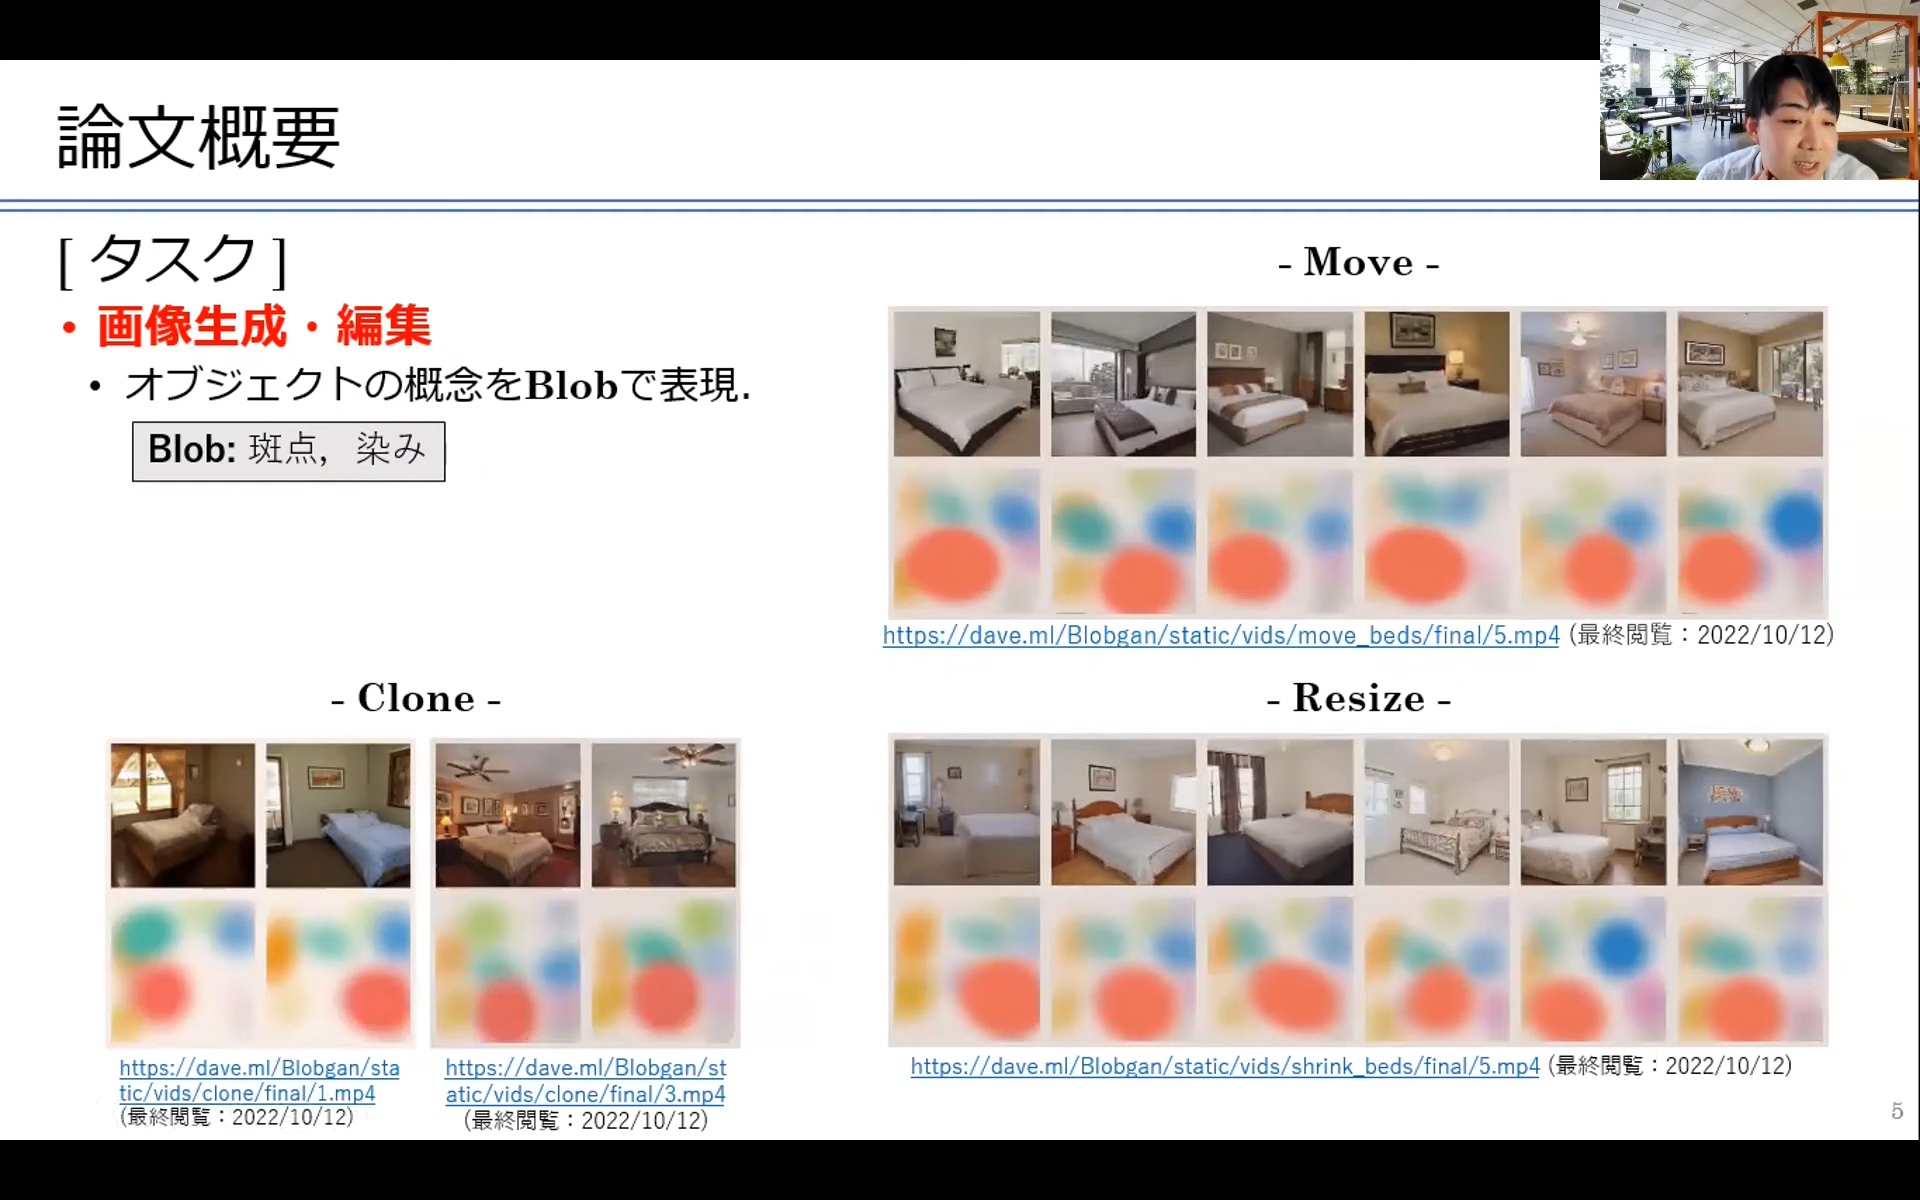 論文概要
[ タスク ]
• 画像生成・編集
• オブジェクトの概念をBlobで表現.
Blob: 斑点, 染み
- Move -
https://dave.ml/Blobgan/static/vids/move_beds/final/5.mp4 (最終閲覧：2022/10/12)
- Clone -
https://dave.ml/Blobgan/sta
tic/vids/clone/final/1.mp4
(最終閲覧：2022/10/12)
https://dave.ml/Blobgan/st
atic/vids/clone/final/3.mp4
(最終閲覧：2022/10/12)
- Resize -
https://dave.ml/Blobgan/static/vids/shrink_beds/final/5.mp4 (最終閲覧：2022/10/12)
5